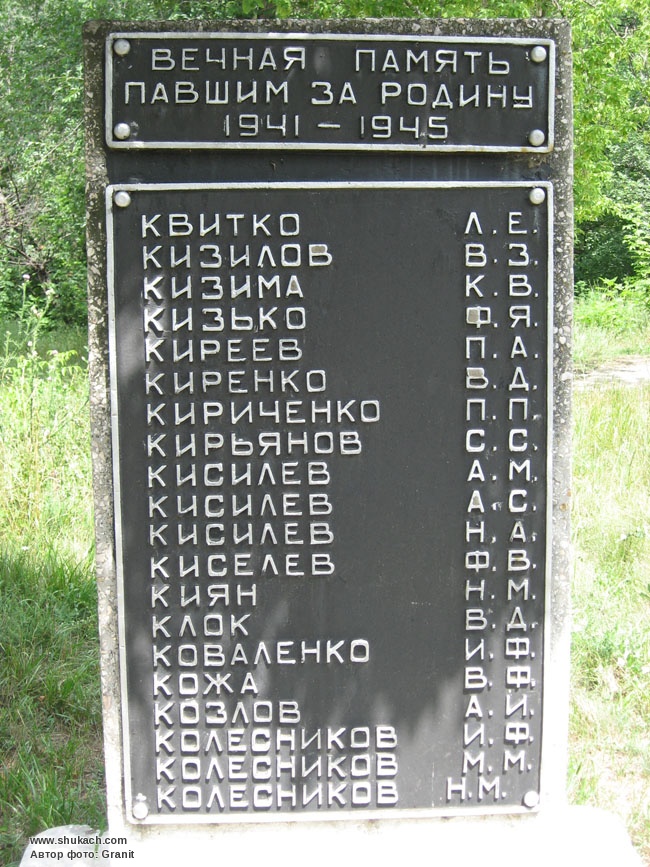 ВЕЧНАЯ ПАМЯТЬ
ПАВШИМ ЗА РОДИНУ
1941 – 1945
КВИТКО Л. Е.
КИЗИЛОВ В. З.
КИЗИМА К. В.
КИЗЬКО Ф. Я.
КИРЕЕВ П. А.
КИРЕНКО В. Д.
КИРИЧЕНКО П. П.
КИРЬЯНОВ С. С.
КИСИЛЕВ А. М.
КИСИЛЕВ А. С.
КИСИЛЕВ Н. А.
КИСЕЛЕВ Ф. В.
КИЯН Н. М.
КЛОК В. Д.
КОВАЛЕНКО И. Ф.
КОЖА В. Ф.
КОЗЛОВ А. И.
КОЛЕСНИКОВ И. Ф.
КОЛЕСНИКОВ М. М.
КОЛЕСНИКОВ Н. М.
www.shukach.com
Автор фото: Granit